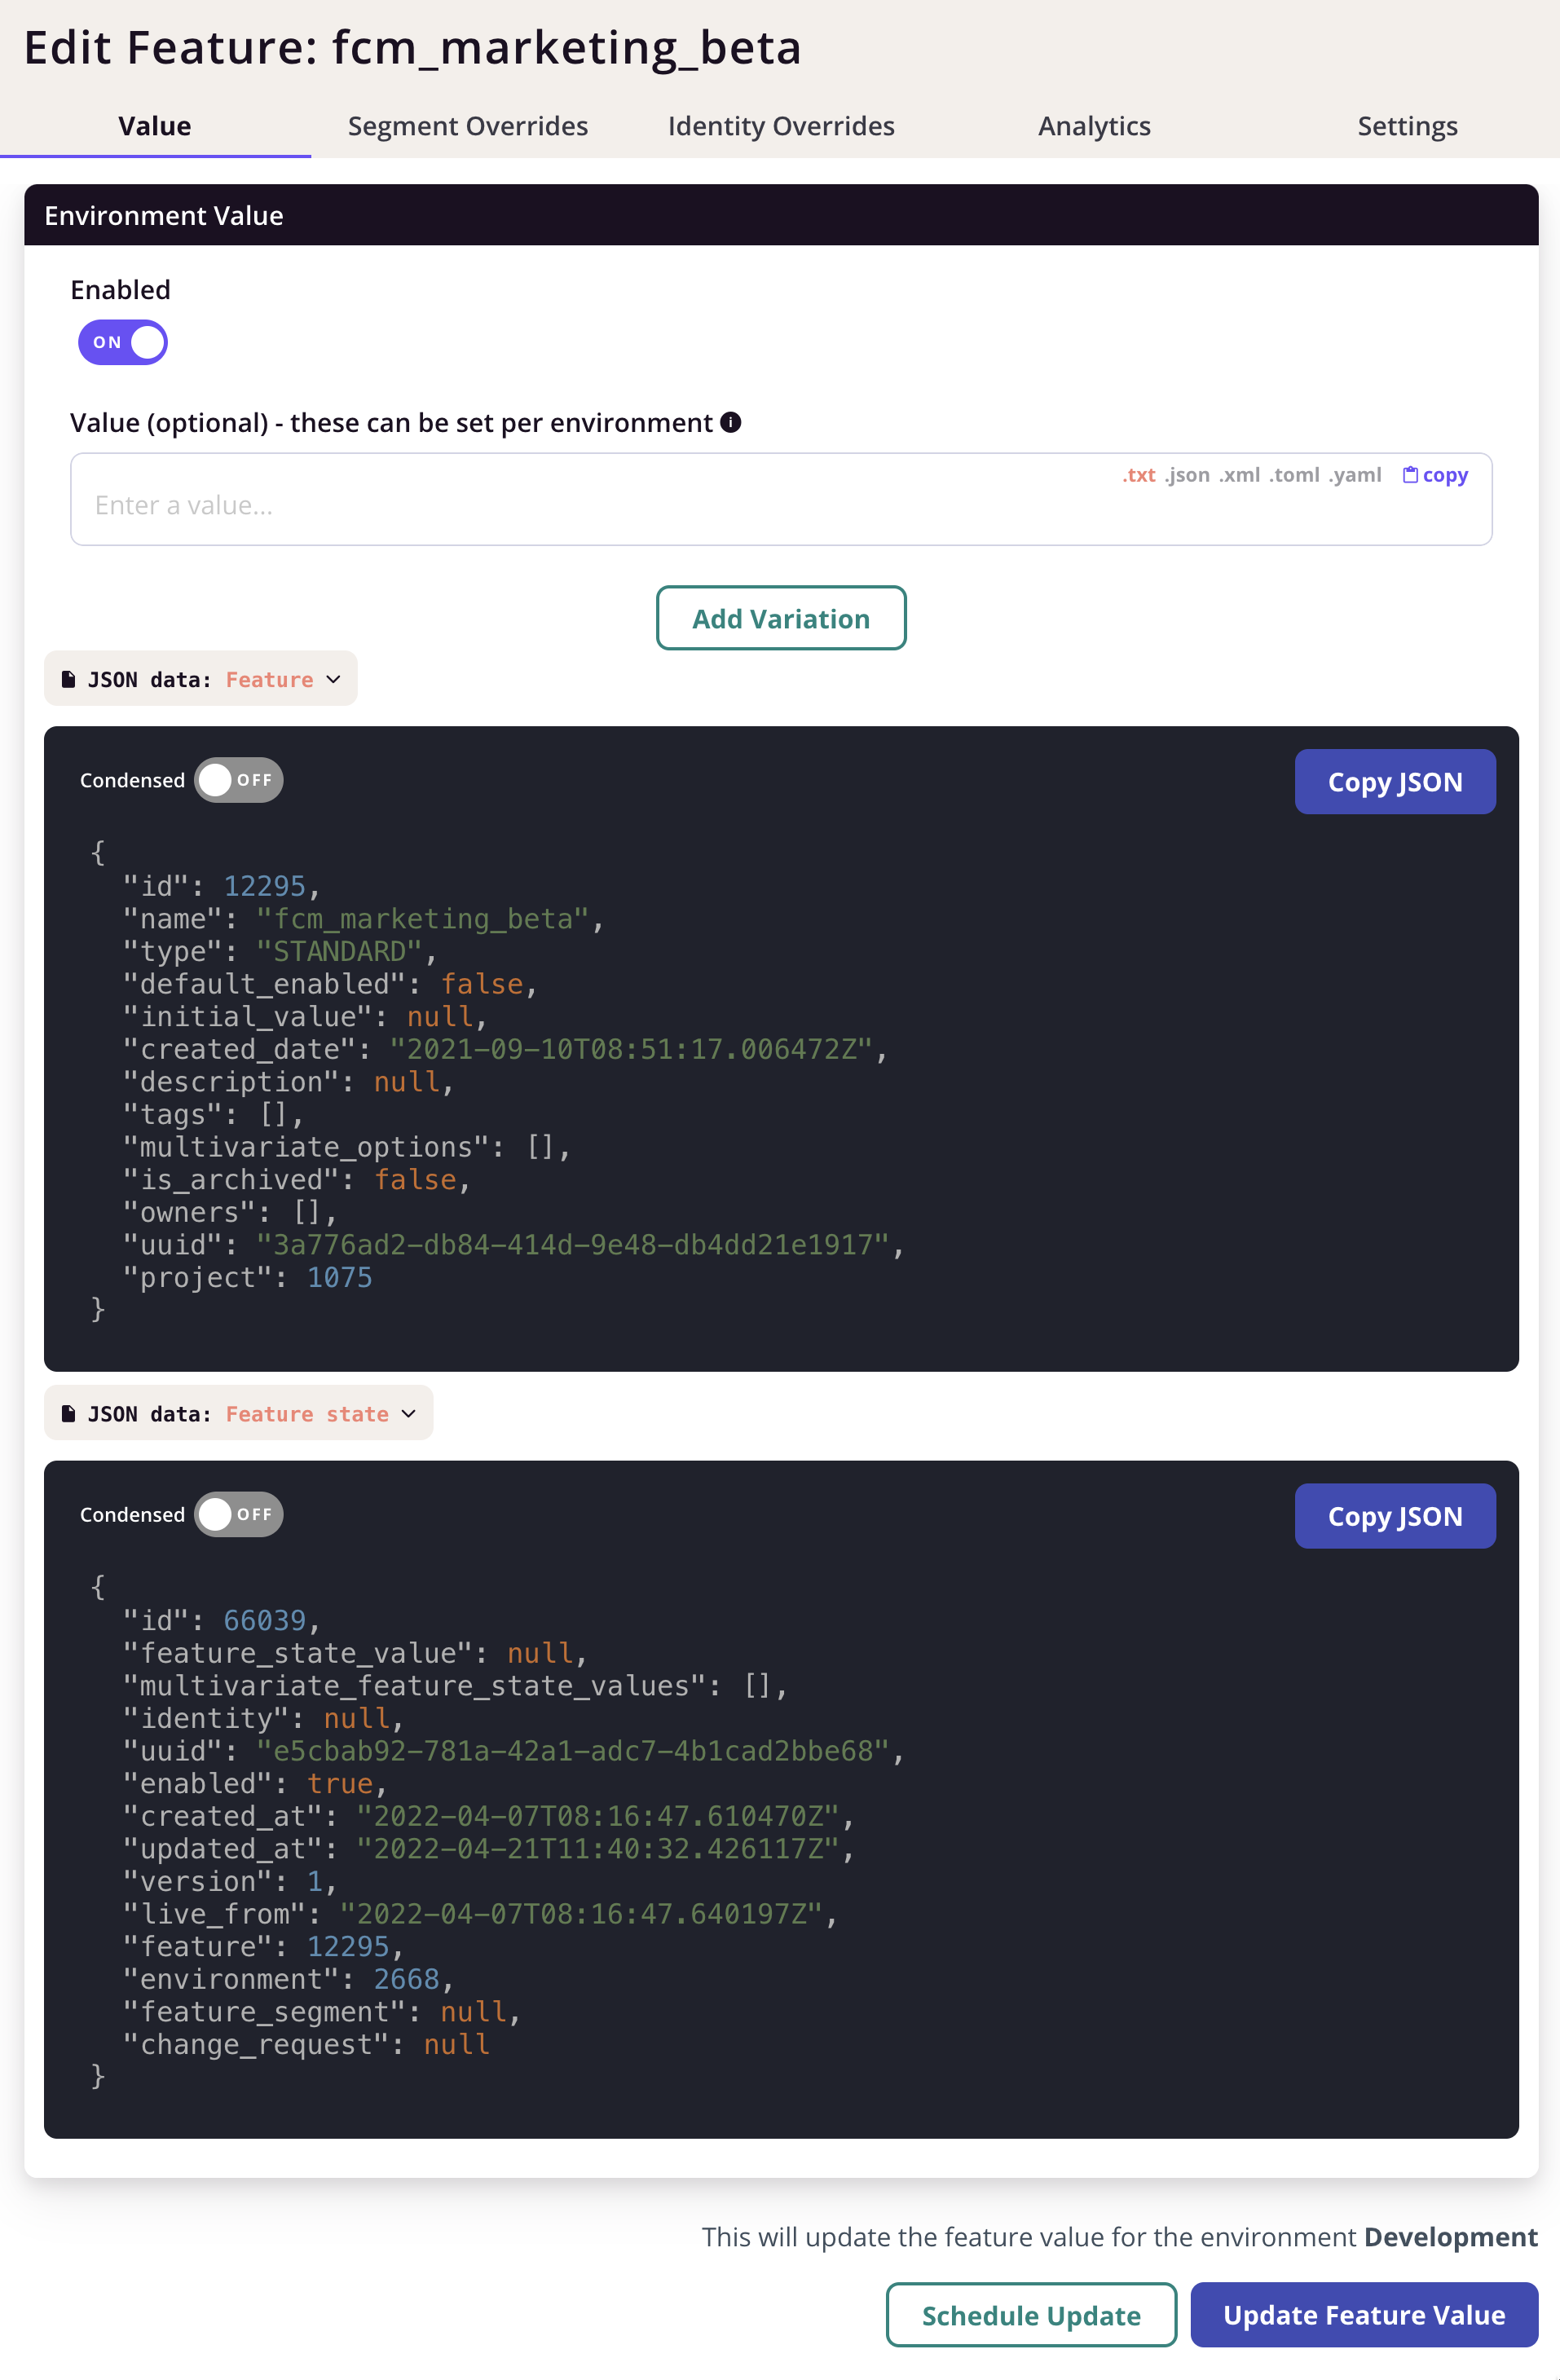 Edit Feature: fcm_marketing_beta
Value Segment Overrides Identity Overrides Analytics Settings
Environment Value
Enabled
ON
Value (optional) - these can be set per environment i
.txt .json .xml .toml .yaml copy
Enter a value...
Add Variation
JSON data: Feature
Condensed OFF Copy JSON
{
  "id": 12295,
  "name": "fcm_marketing_beta",
  "type": "STANDARD",
  "default_enabled": false,
  "initial_value": null,
  "created_date": "2021-09-10T08:51:17.006472Z",
  "description": null,
  "tags": [],
  "multivariate_options": [],
  "is_archived": false,
  "owners": [],
  "uuid": "3a776ad2-db84-414d-9e48-db4dd21e1917",
  "project": 1075
}
JSON data: Feature state
Condensed OFF Copy JSON
{
  "id": 66039,
  "feature_state_value": null,
  "multivariate_feature_state_values": [],
  "identity": null,
  "uuid": "e5cbab92-781a-42a1-adc7-4b1cad2bbe68",
  "enabled": true,
  "created_at": "2022-04-07T08:16:47.610470Z",
  "updated_at": "2022-04-21T11:40:32.426117Z",
  "version": 1,
  "live_from": "2022-04-07T08:16:47.640197Z",
  "feature": 12295,
  "environment": 2668,
  "feature_segment": null,
  "change_request": null
}
This will update the feature value for the environment Development
Schedule Update Update Feature Value